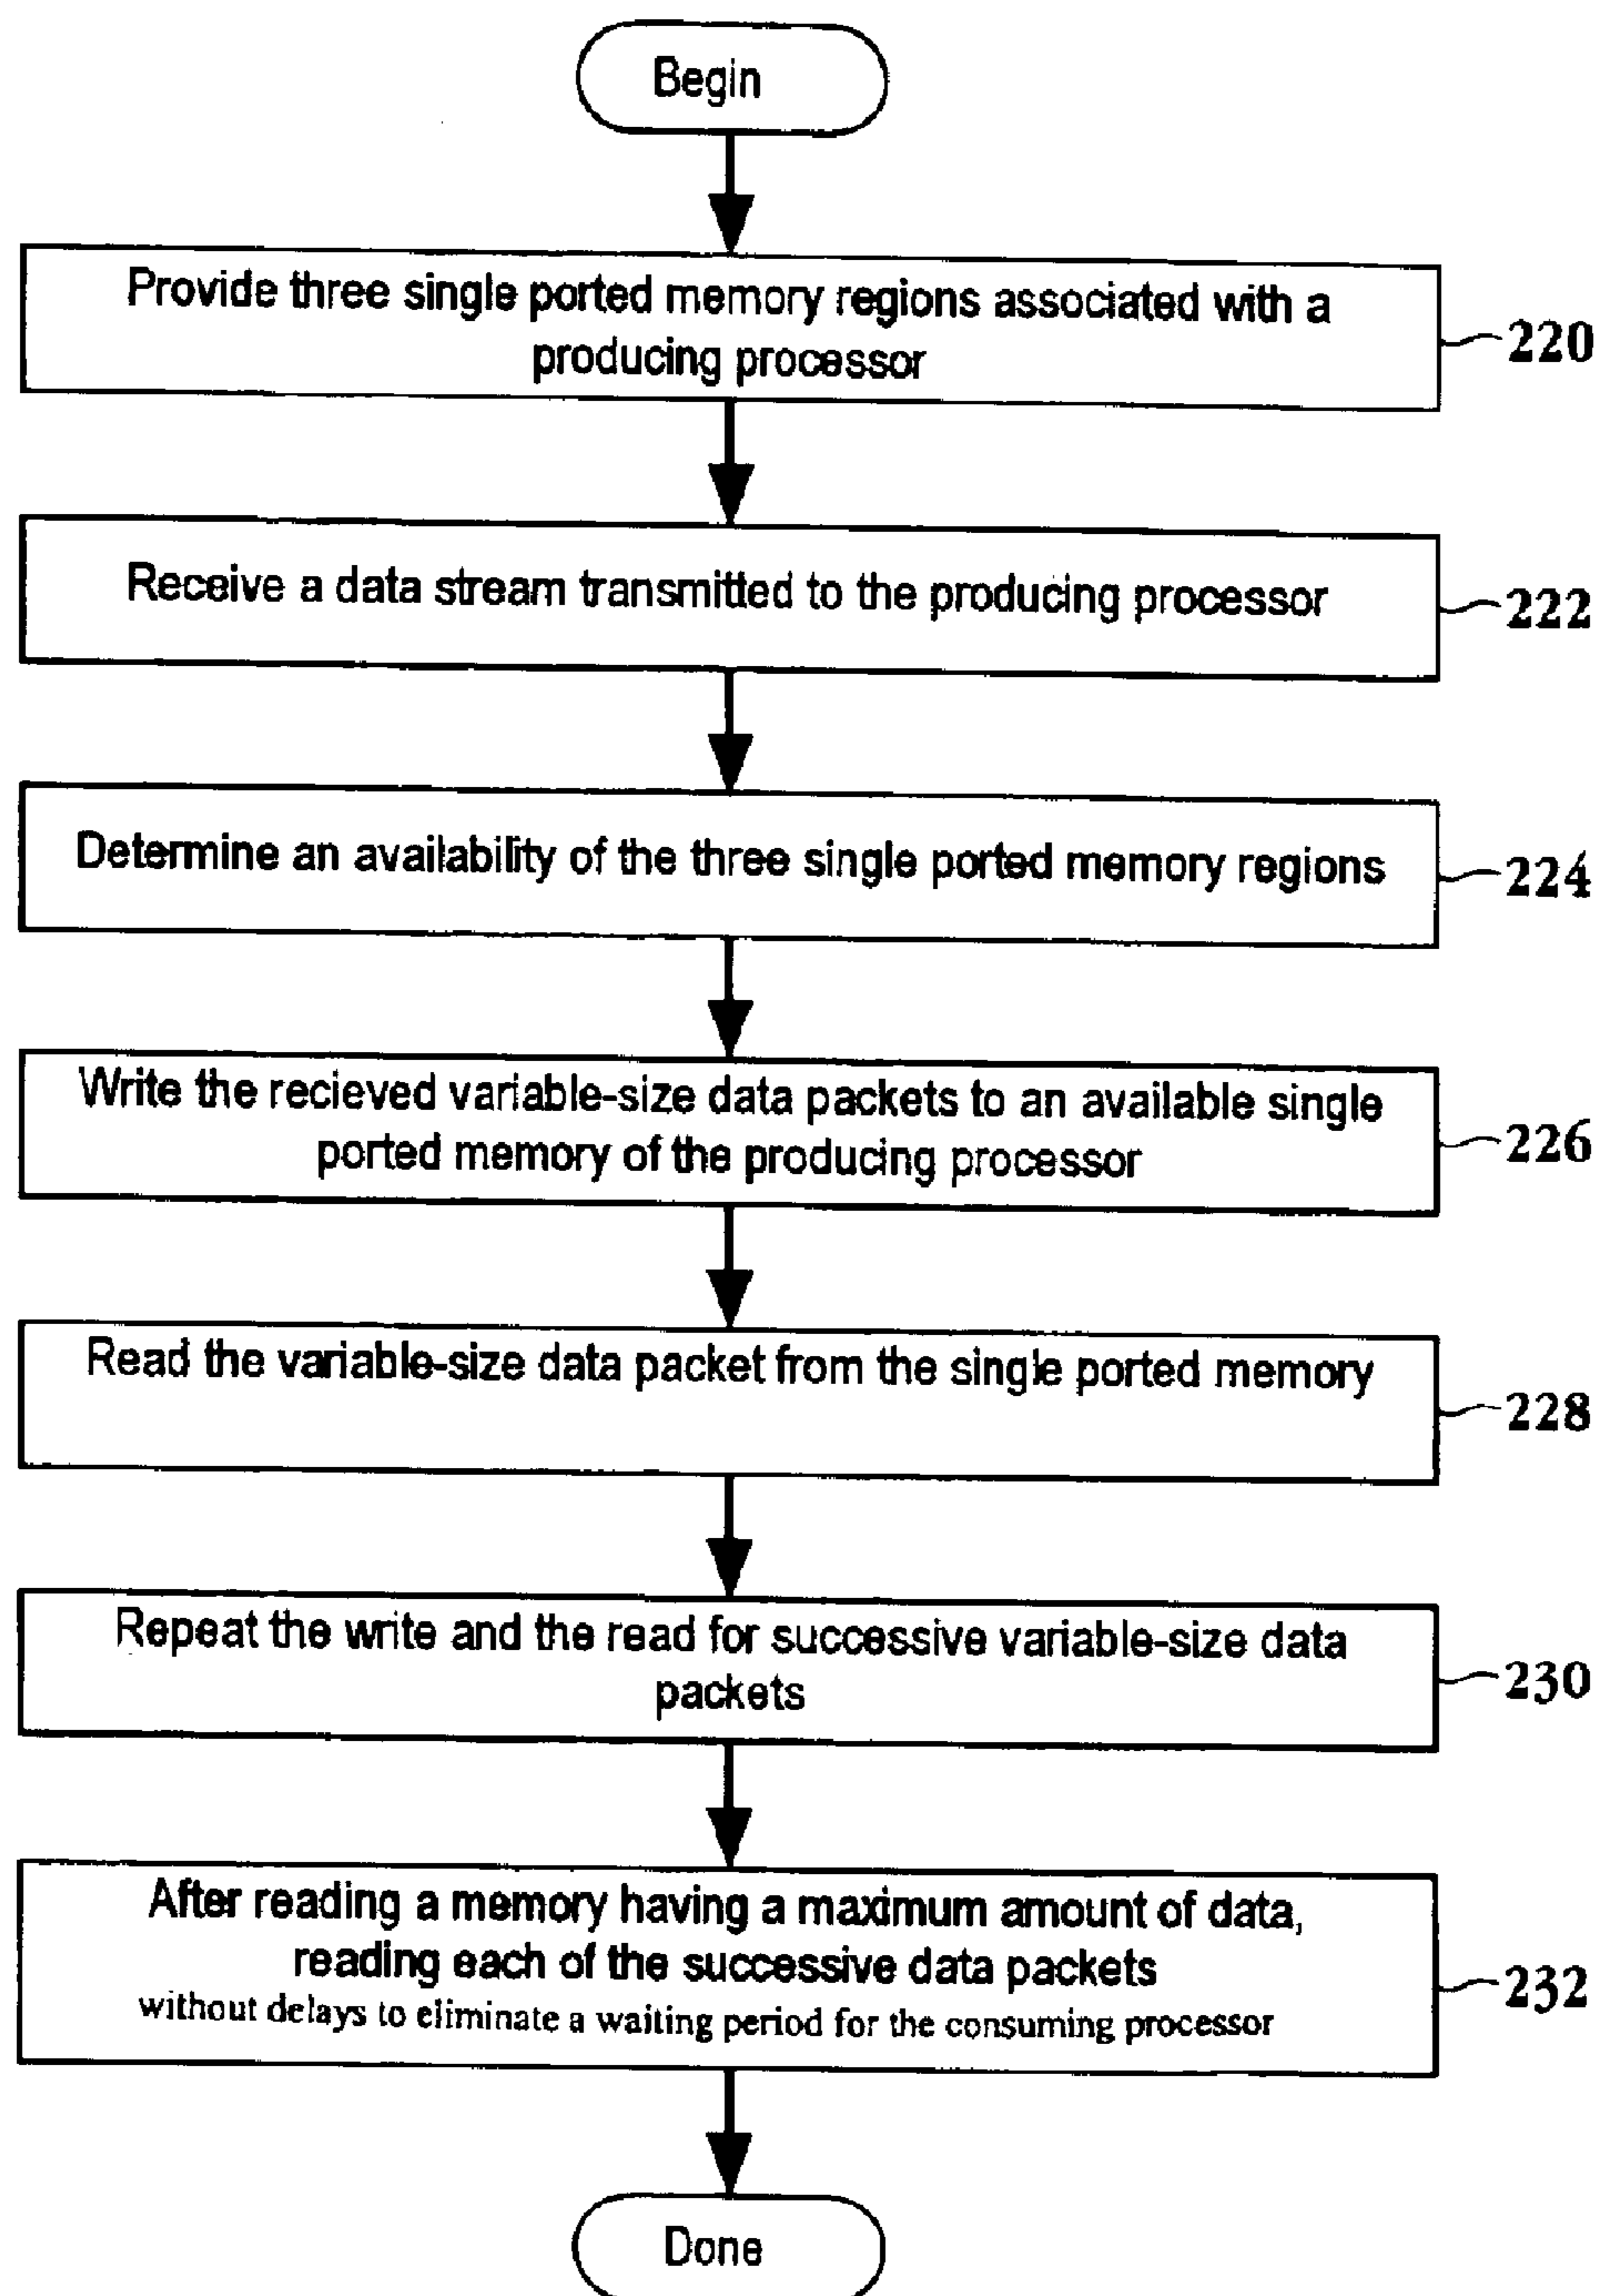 Begin
Provide three single ported memory regions associated with a
producing processor
220
Receive a data stream transmitted to the producing processor
222
Determine an availability of the three single ported memory regions
224
Write the recieved variable-size data packets to an available single
ported memory of the producing processor
226
Read the variable-size data packet from the single ported memory
228
Repeat the write and the read for successive variable-size data
packets
230
After reading a memory having a maximum amount of data,
reading each of the successive data packets
without delays to eliminate a waiting period for the consuming processor
232
Done